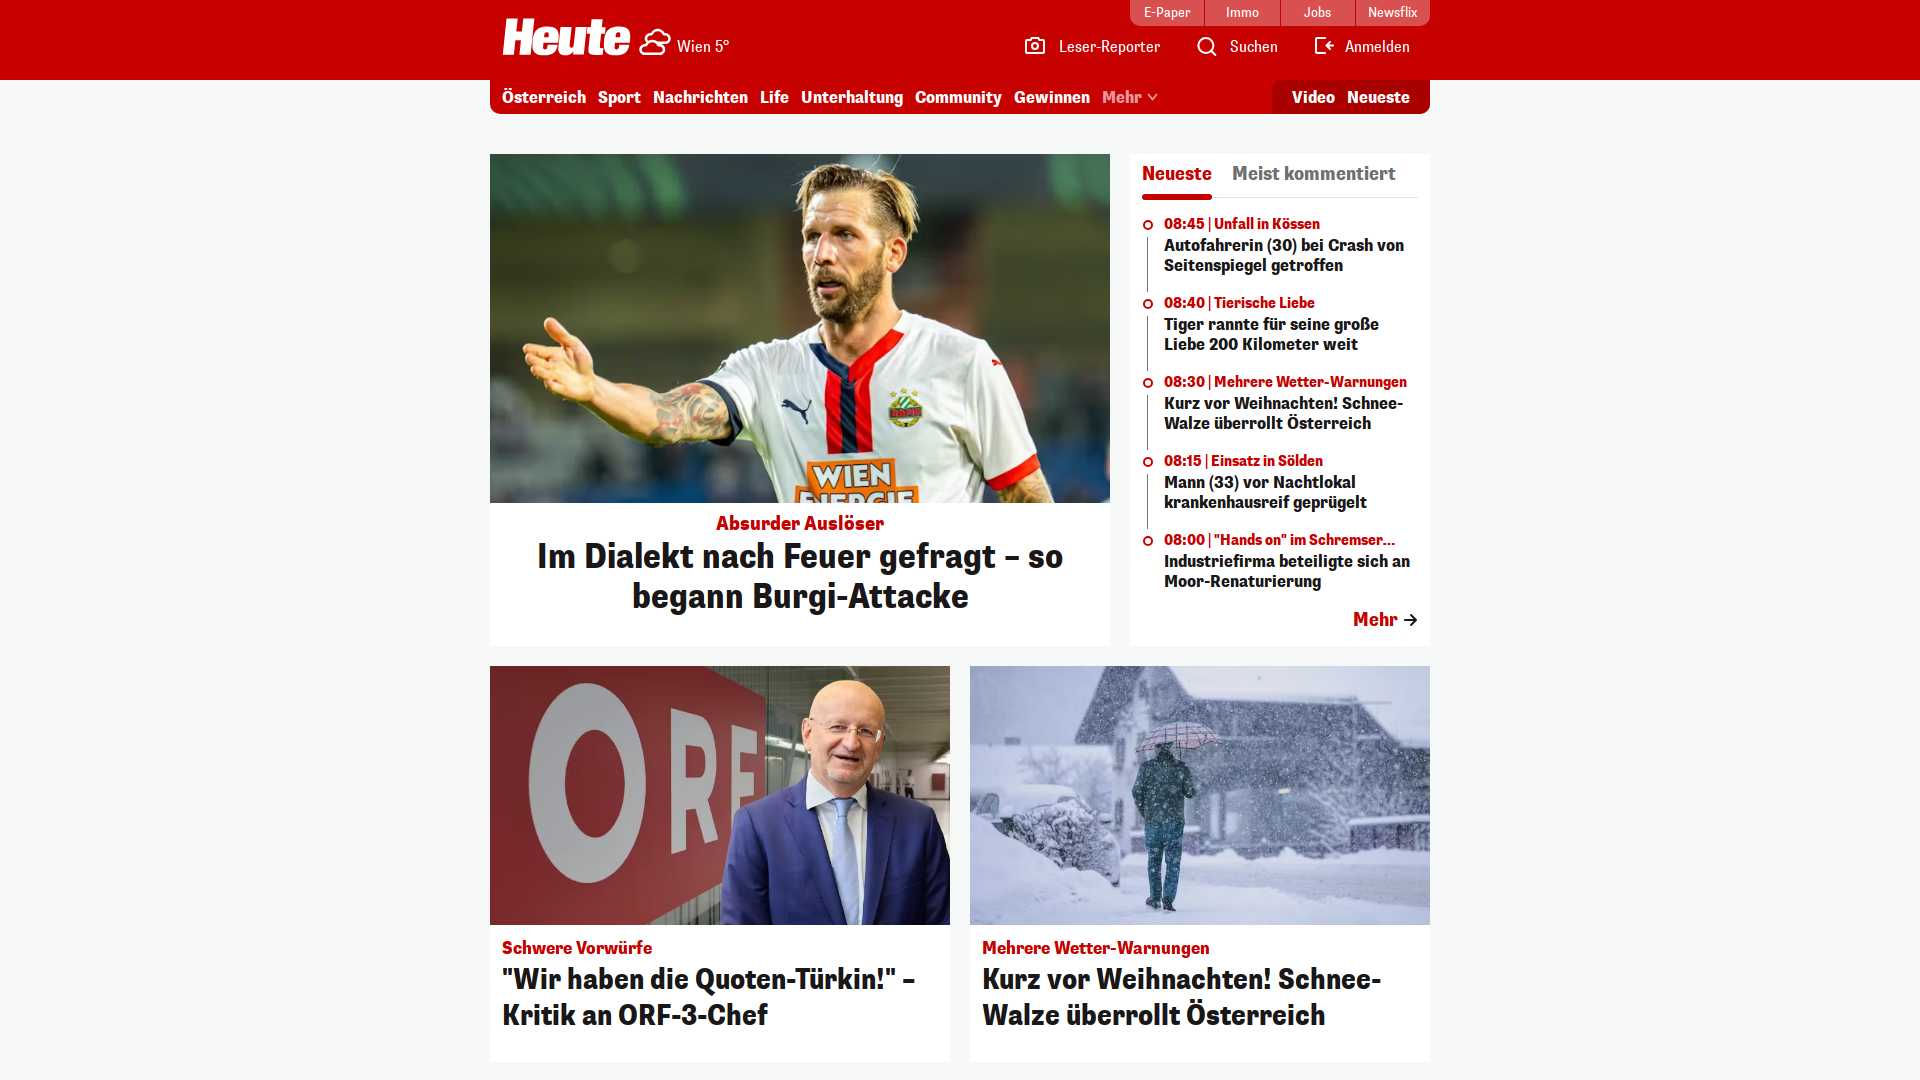 E-Paper
Immo
Jobs
Newsflix
Heute
Wien 5°
Leser-Reporter
Suchen
Anmelden
Österreich
Sport
Nachrichten
Life
Unterhaltung
Community
Gewinnen
Mehr
Video
Neueste
WIEN
ENERGIE
Absurder Auslöser
Im Dialekt nach Feuer gefragt – so
begann Burgi-Attacke
Neueste
Meist kommentiert
08:45 | Unfall in Kössen
Autofahrerin (30) bei Crash von
Seitenspiegel getroffen
08:40 | Tierische Liebe
Tiger rannte für seine große
Liebe 200 Kilometer weit
08:30 | Mehrere Wetter-Warnungen
Kurz vor Weihnachten! Schnee-
Walze überrollt Österreich
08:15 | Einsatz in Sölden
Mann (33) vor Nachtlokal
krankenhausreif geprügelt
08:00 | "Hands on" im Schremser...
Industriefirma beteiligte sich an
Moor-Renaturierung
Mehr
ORF
Schwere Vorwürfe
"Wir haben die Quoten-Türkin!" –
Kritik an ORF-3-Chef
Mehrere Wetter-Warnungen
Kurz vor Weihnachten! Schnee-
Walze überrollt Österreich